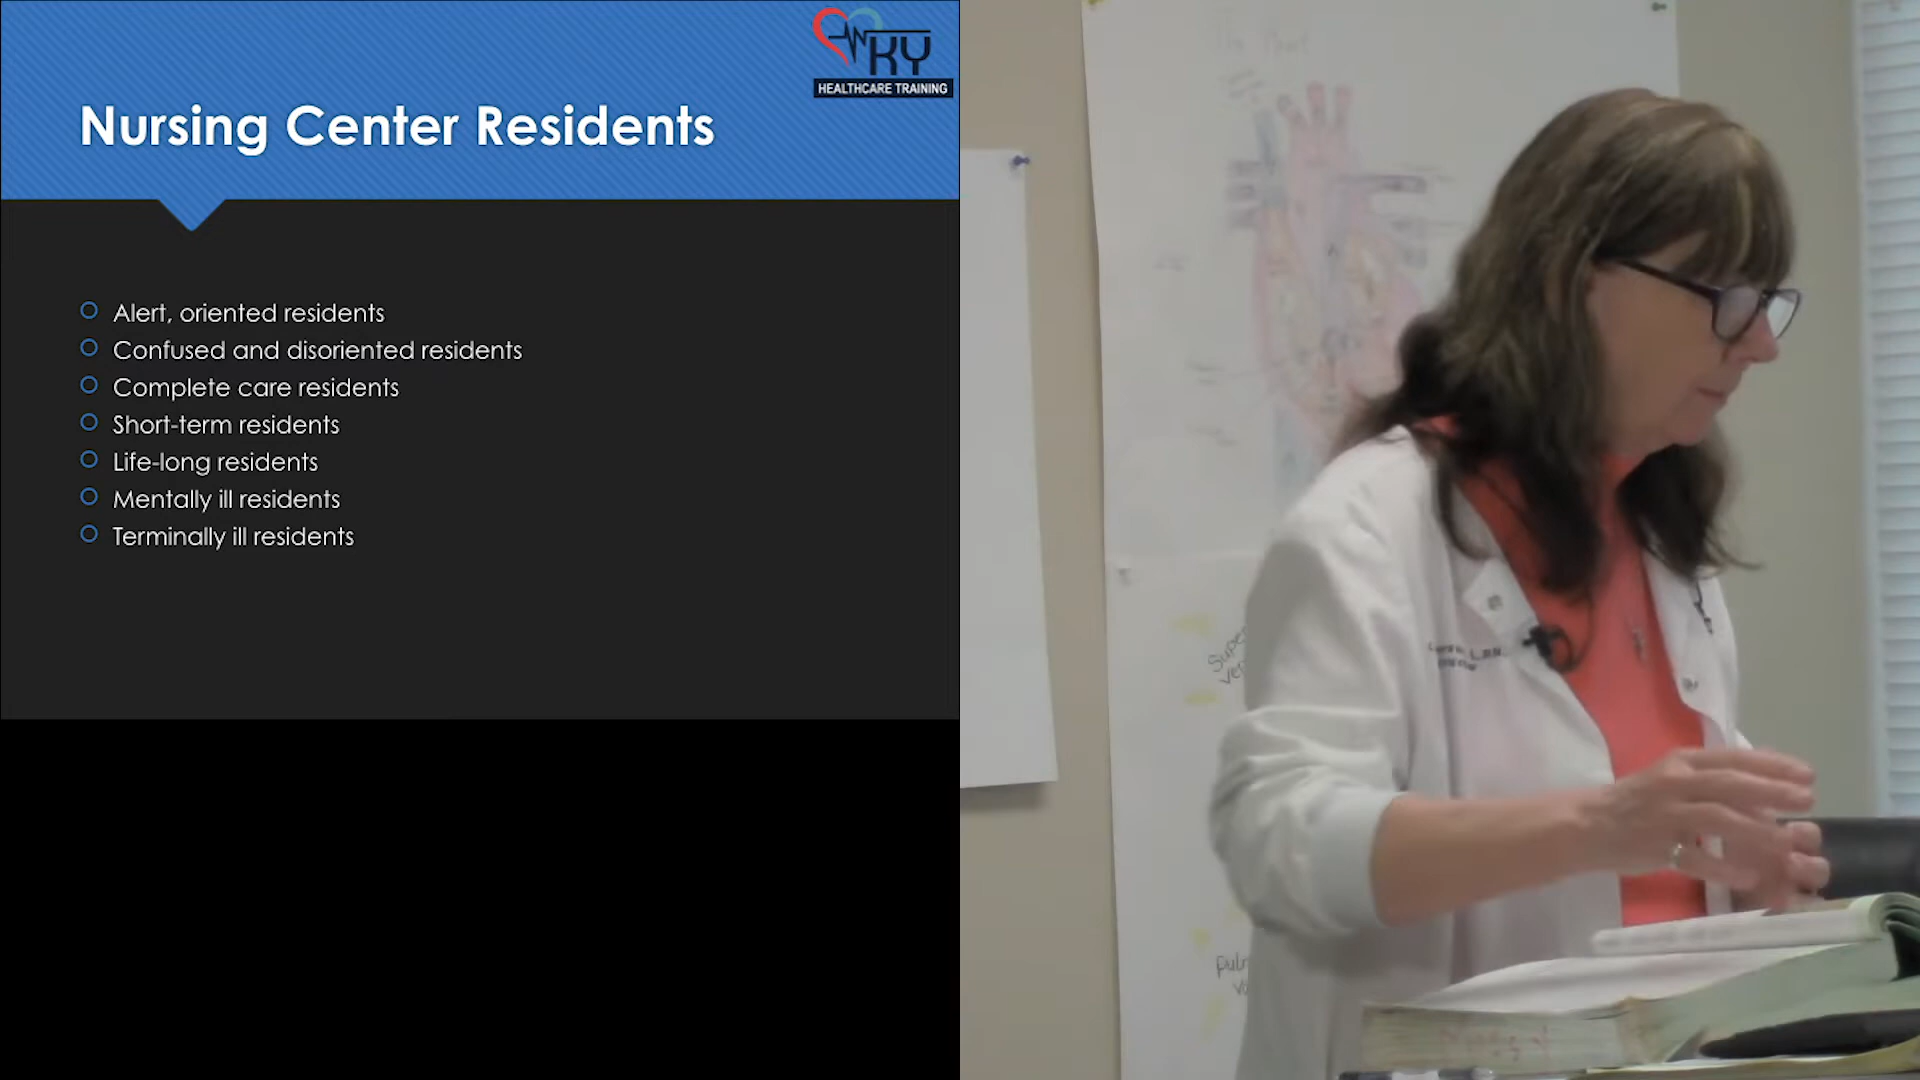 KY
HEALTHCARE TRAINING
Nursing Center Residents
Alert, oriented residents
Confused and disoriented residents
Complete care residents
Short-term residents
Life-long residents
Mentally ill residents
Terminally ill residents